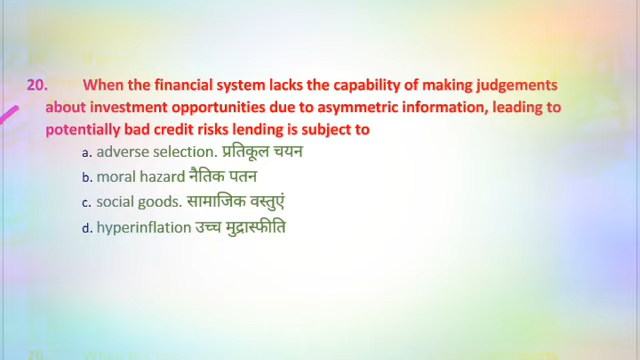 20. When the financial system lacks the capability of making judgements
about investment opportunities due to asymmetric information, leading to
potentially bad credit risks lending is subject to
a. adverse selection. प्रतिकूल चयन
b. moral hazard नैतिक पतन
c. social goods. सामाजिक वस्तुएं
d. hyperinflation उच्च मुद्रास्फीति